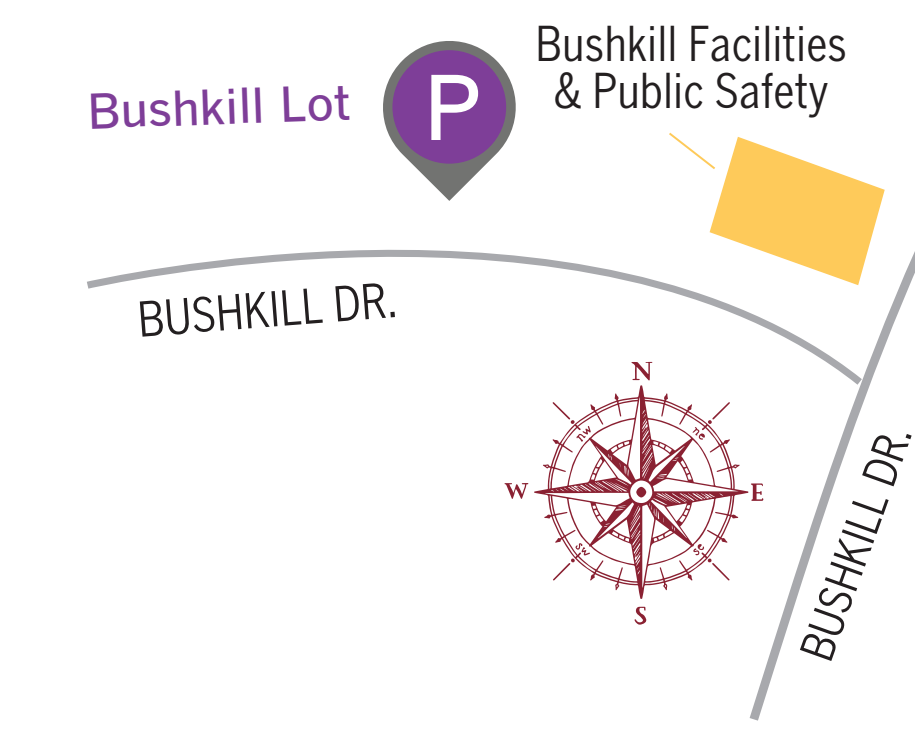 Bushkill Facilities
& Public Safety
Bushkill Lot
P
BUSHKILL DR.
N
nw
ne
W
E
sw
se
S
BUSHKILL DR.